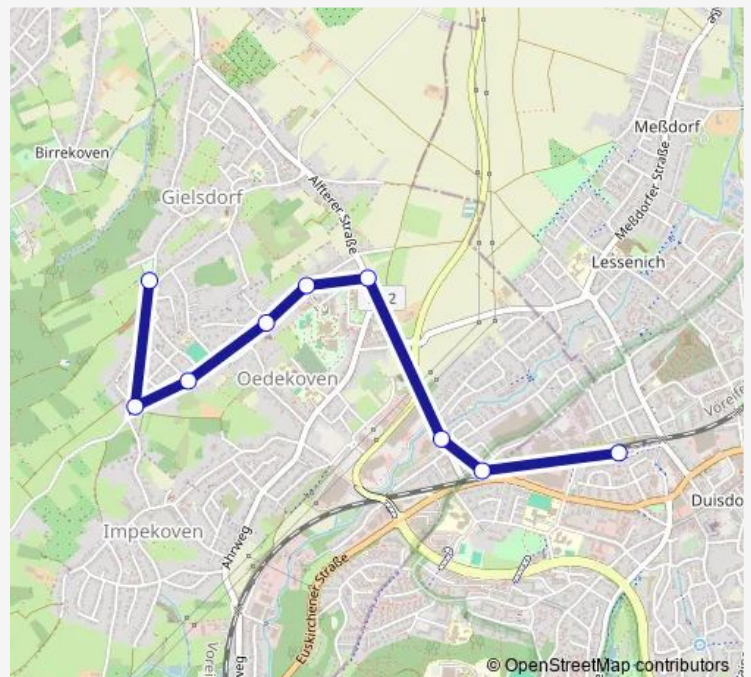 Birrekoven
Meßdorf
Gielsdorf
Alfterer Straße
Meßdorfer Straße
Lessenich
2
Oedekoven
Duisdo
Impekoven
Ahrweg
Euskirchener Straße
© OpenStreetMap contributors